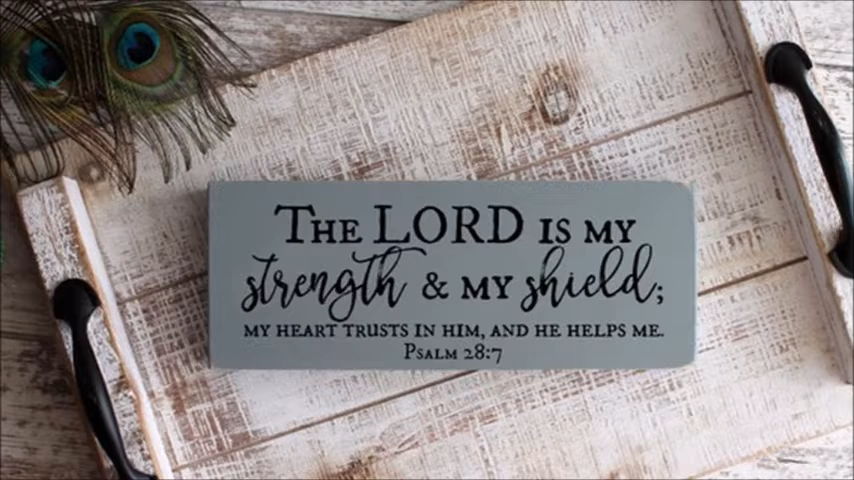 THE LORD IS MY
strength & MY shield;
MY HEART TRUSTS IN HIM, AND HE HELPS ME.
PSALM 28:7